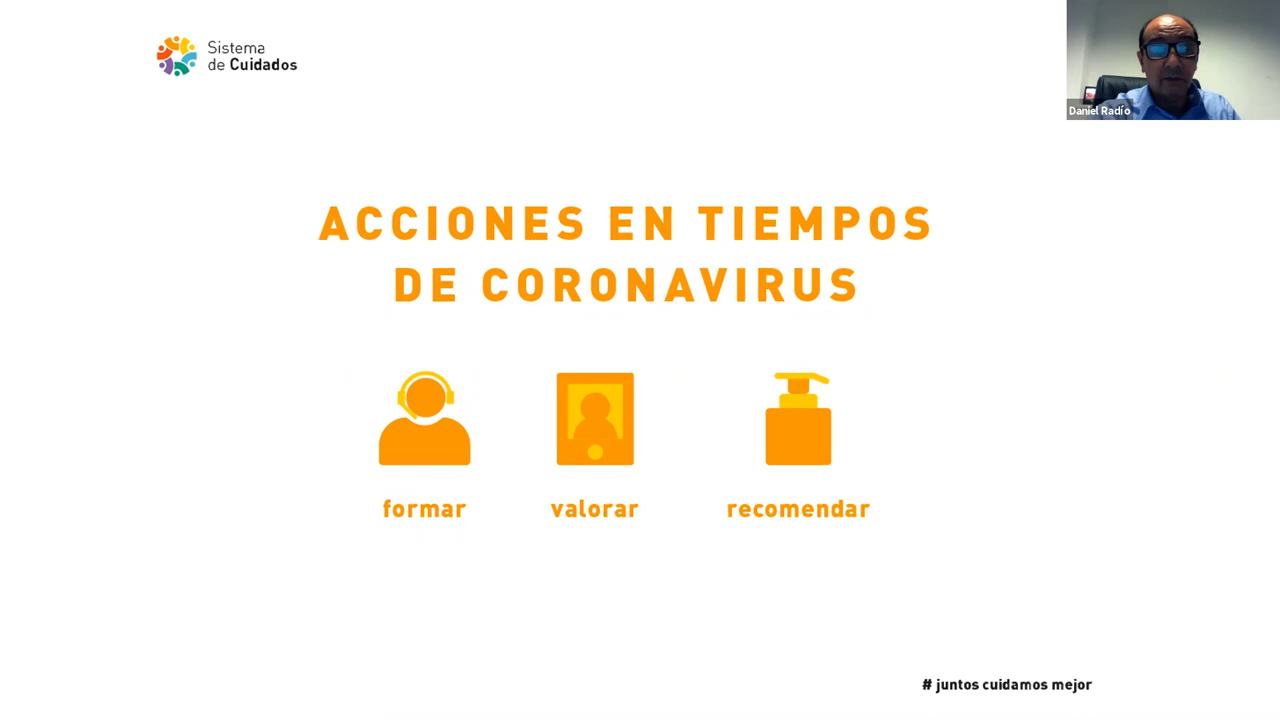 Sistema
de Cuidados
Daniel Radío
ACCIONES EN TIEMPOS
DE CORONAVIRUS
formar valorar recomendar
# juntos cuidamos mejor